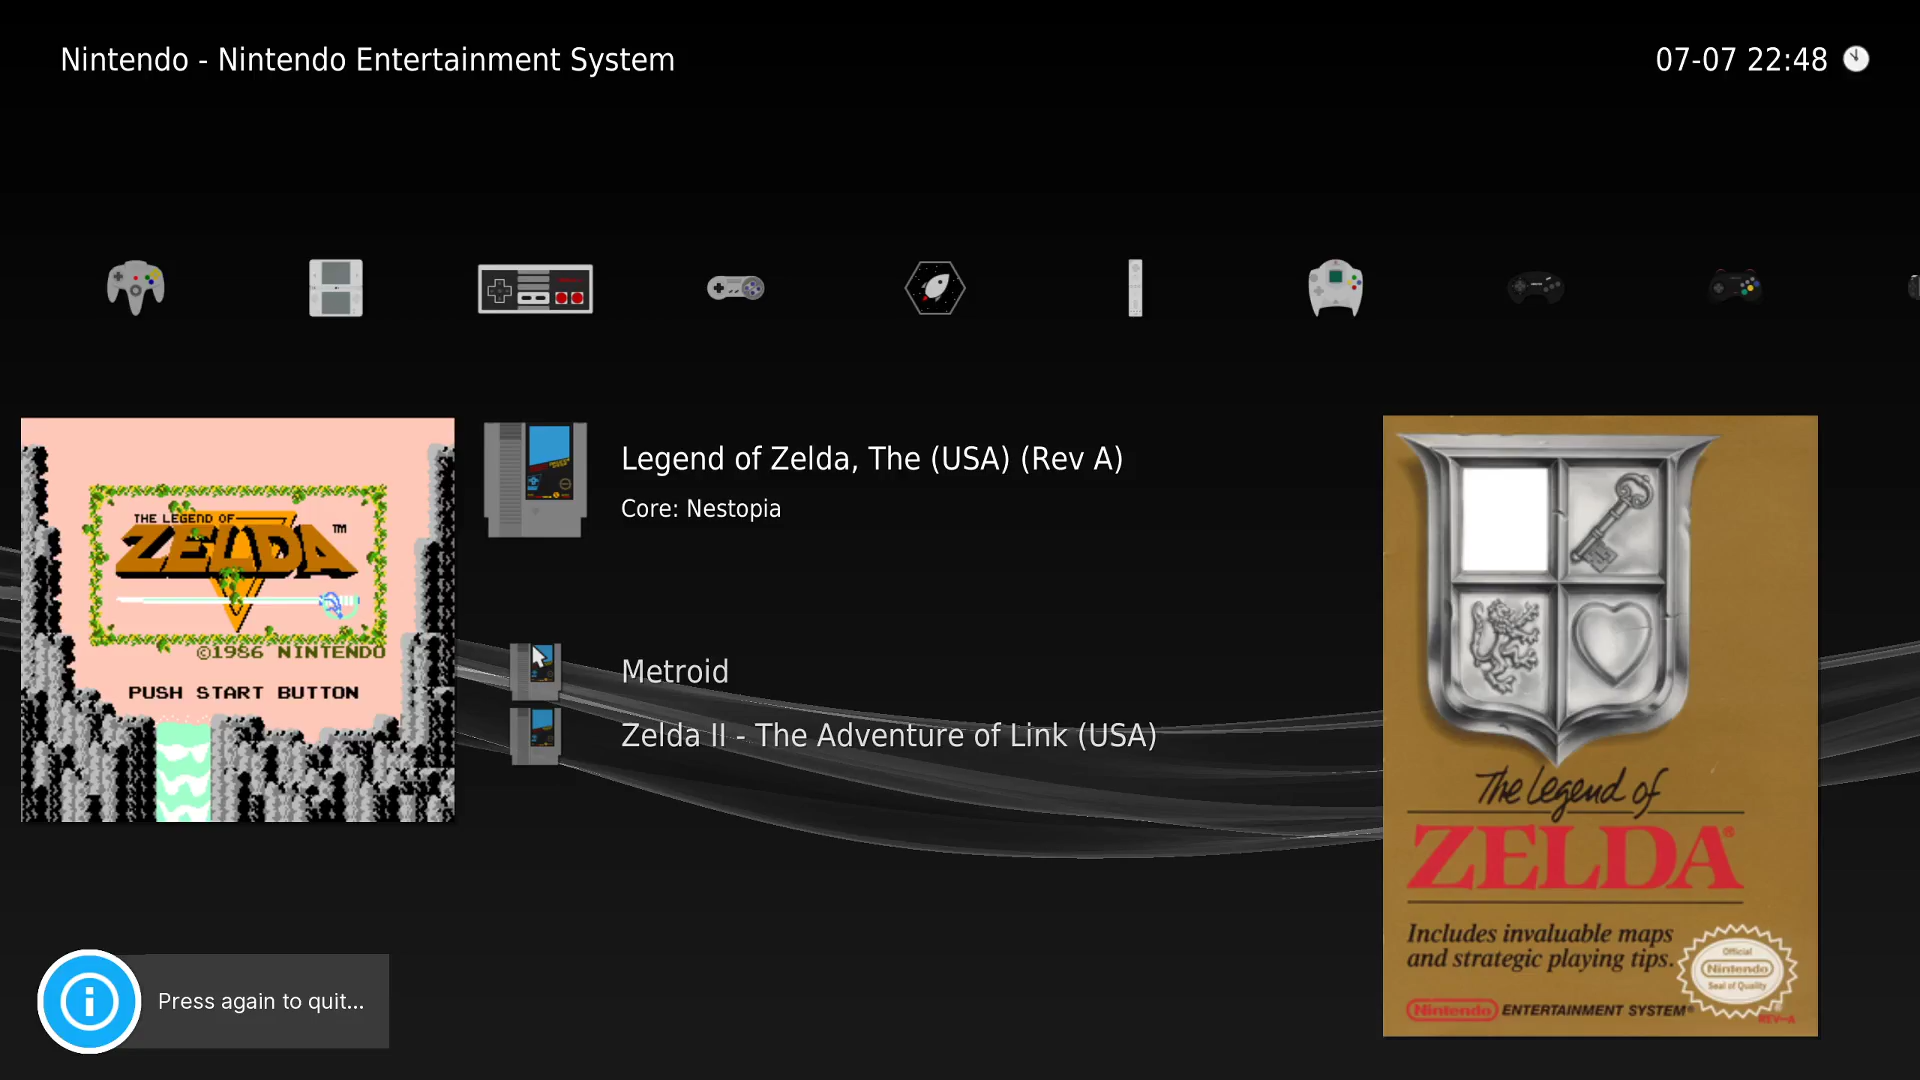 Nintendo - Nintendo Entertainment System
07-07 22:48
THE LEGEND OF
ZELDA™
©1986 NINTENDO
PUSH START BUTTON
Legend of Zelda, The (USA) (Rev A)
Core: Nestopia
Metroid
Zelda II - The Adventure of Link (USA)
The Legend of
ZELDA®
Includes invaluable maps
and strategic playing tips.
Official
Nintendo
Seal of Quality
Nintendo ENTERTAINMENT SYSTEM®
REV-A
Press again to quit...